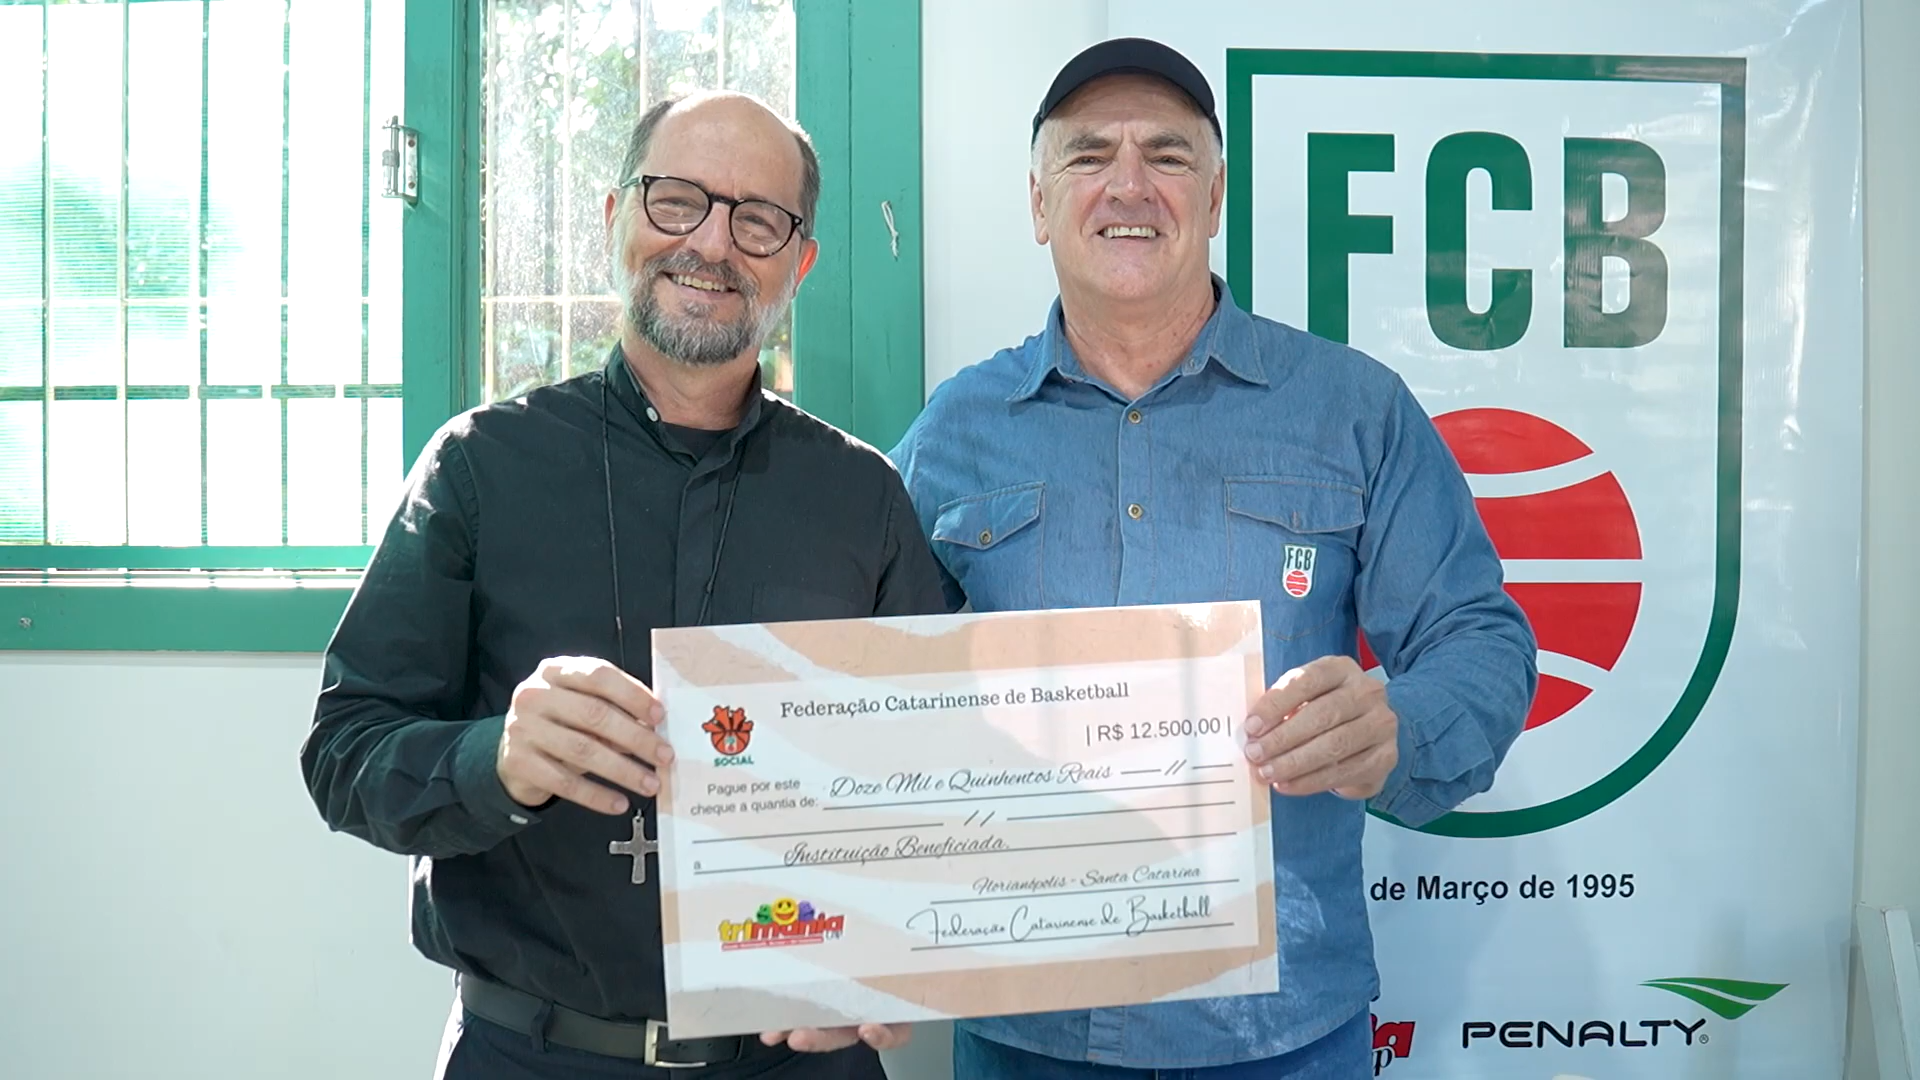 FCB
FCB
Federação Catarinense de Basketball
| R$ 12.500,00 |
SOCIAL
Pague por este
cheque a quantia de:
Doze Mil e Quinhentos Reais — // —
— // —
a Instituição Beneficiada.
Florianópolis - Santa Catarina
Federação Catarinense de Basketball
trimania
de Março de 1995
PENALTY®